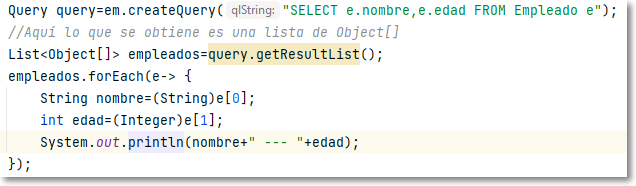 Query query=em.createQuery( qlString: "SELECT e.nombre,e.edad FROM Empleado e");
//Aquí lo que se obtiene es una lista de Object[]
List<Object[]> empleados=query.getResultList();
empleados.forEach(e-> {
    String nombre=(String)e[0];
    int edad=(Integer)e[1];
    System.out.println(nombre+" --- "+edad);
});